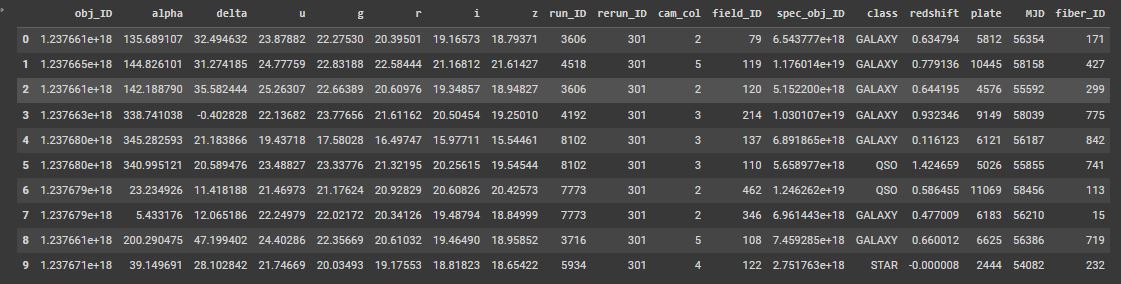 obj_ID alpha delta u g r i z run_ID rerun_ID cam_col field_ID spec_obj_ID class redshift plate MJD fiber_ID
0 1.237661e+18 135.689107 32.494632 23.87882 22.27530 20.39501 19.16573 18.79371 3606 301 2 79 6.543777e+18 GALAXY 0.634794 5812 56354 171
1 1.237665e+18 144.826101 31.274185 24.77759 22.83188 22.58444 21.16812 21.61427 4518 301 5 119 1.176014e+19 GALAXY 0.779136 10445 58158 427
2 1.237661e+18 142.188790 35.582444 25.26307 22.66389 20.60976 19.34857 18.94827 3606 301 2 120 5.152200e+18 GALAXY 0.644195 4576 55592 299
3 1.237663e+18 338.741038 -0.402828 22.13682 23.77656 21.61162 20.50454 19.25010 4192 301 3 214 1.030107e+19 GALAXY 0.932346 9149 58039 775
4 1.237680e+18 345.282593 21.183866 19.43718 17.58028 16.49747 15.97711 15.54461 8102 301 3 137 6.891865e+18 GALAXY 0.116123 6121 56187 842
5 1.237680e+18 340.995121 20.589476 23.48827 23.33776 21.32195 20.25615 19.54544 8102 301 3 110 5.658977e+18 QSO 1.424659 5026 55855 741
6 1.237679e+18 23.234926 11.418188 21.46973 21.17624 20.92829 20.60826 20.42573 7773 301 2 462 1.246262e+19 QSO 0.586455 11069 58456 113
7 1.237679e+18 5.433176 12.065186 22.24979 22.02172 20.34126 19.48794 18.84999 7773 301 2 346 6.961443e+18 GALAXY 0.477009 6183 56210 15
8 1.237661e+18 200.290475 47.199402 24.40286 22.35669 20.61032 19.46490 18.95852 3716 301 5 108 7.459285e+18 GALAXY 0.660012 6625 56386 719
9 1.237671e+18 39.149691 28.102842 21.74669 20.03493 19.17553 18.81823 18.65422 5934 301 4 122 2.751763e+18 STAR -0.000008 2444 54082 232